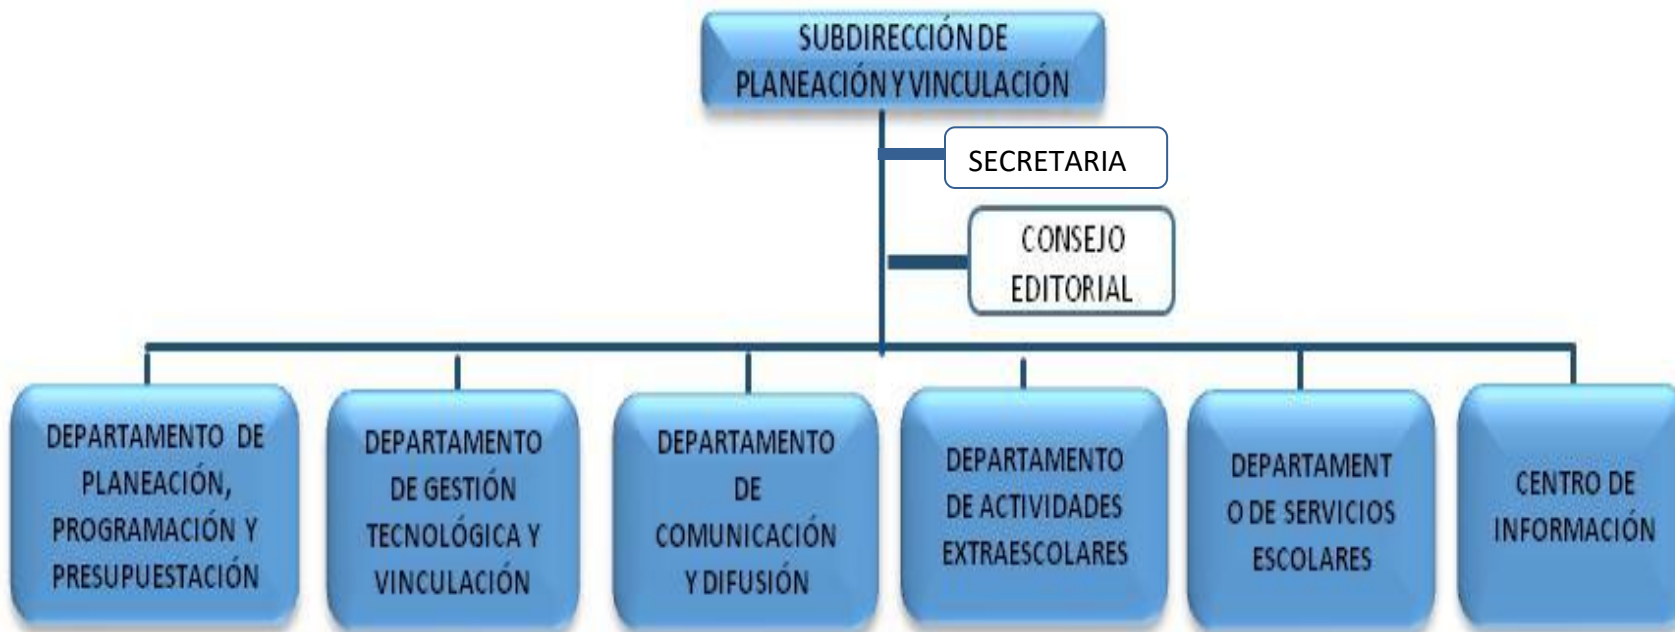 SUBDIRECCIÓN DE
PLANEACIÓN Y VINCULACIÓN
SECRETARIA
CONSEJO
EDITORIAL
DEPARTAMENTO DE
PLANEACIÓN,
PROGRAMACIÓN Y
PRESUPUESTACIÓN
DEPARTAMENTO
DE GESTIÓN
TECNOLÓGICA Y
VINCULACIÓN
DEPARTAMENTO
DE
COMUNICACIÓN
Y DIFUSIÓN
DEPARTAMENTO
DE ACTIVIDADES
EXTRAESCOLARES
DEPARTAMENT
O DE SERVICIOS
ESCOLARES
CENTRO DE
INFORMACIÓN